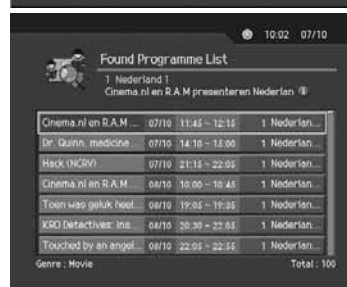 10:02 07/10
Found Programme List
1 Nederland 1
Cinema.nl en R.A.M presenteren Nederlan
Cinema.nl en R.A.M ... 07/10 11:45 ~ 12:15 1 Nederlan...
Dr. Quinn, medicine ... 07/10 14:10 ~ 15:00 1 Nederlan...
Hack (NCRV) 07/10 21:15 ~ 22:05 1 Nederlan...
Cinema.nl en R.A.M ... 08/10 10:00 ~ 10:45 1 Nederlan...
Toen was geluk heel... 08/10 19:05 ~ 19:35 1 Nederlan...
KRO Detectives: Ins... 08/10 20:30 ~ 22:05 1 Nederlan...
Touched by an angel... 08/10 22:05 ~ 22:55 1 Nederlan...
Genre : Movie Total : 100